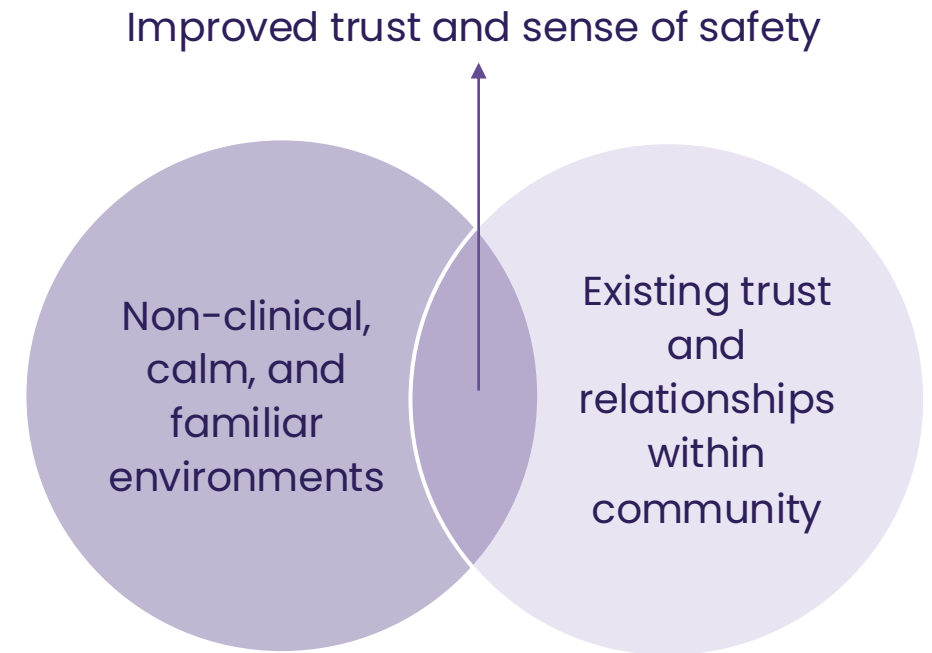 Improved trust and sense of safety
Non-clinical,
calm, and
familiar
environments
Existing trust
and
relationships
within
community